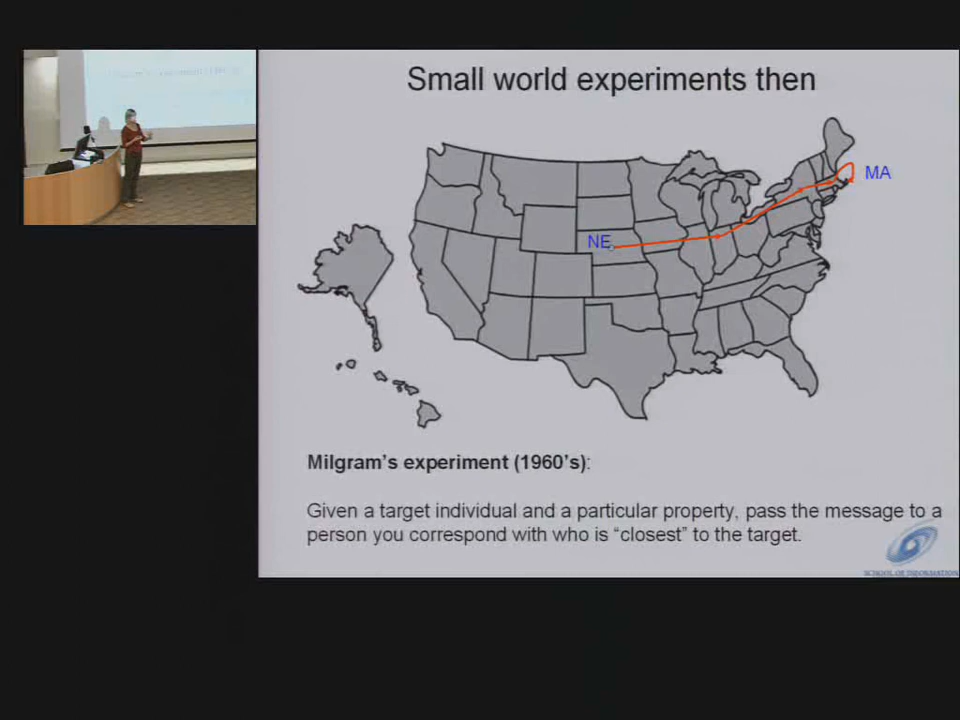 Small world experiments then
MA
NE
Milgram's experiment (1960's):
Given a target individual and a particular property, pass the message to a
person you correspond with who is “closest” to the target.
SCHOOL OF INFORMATION